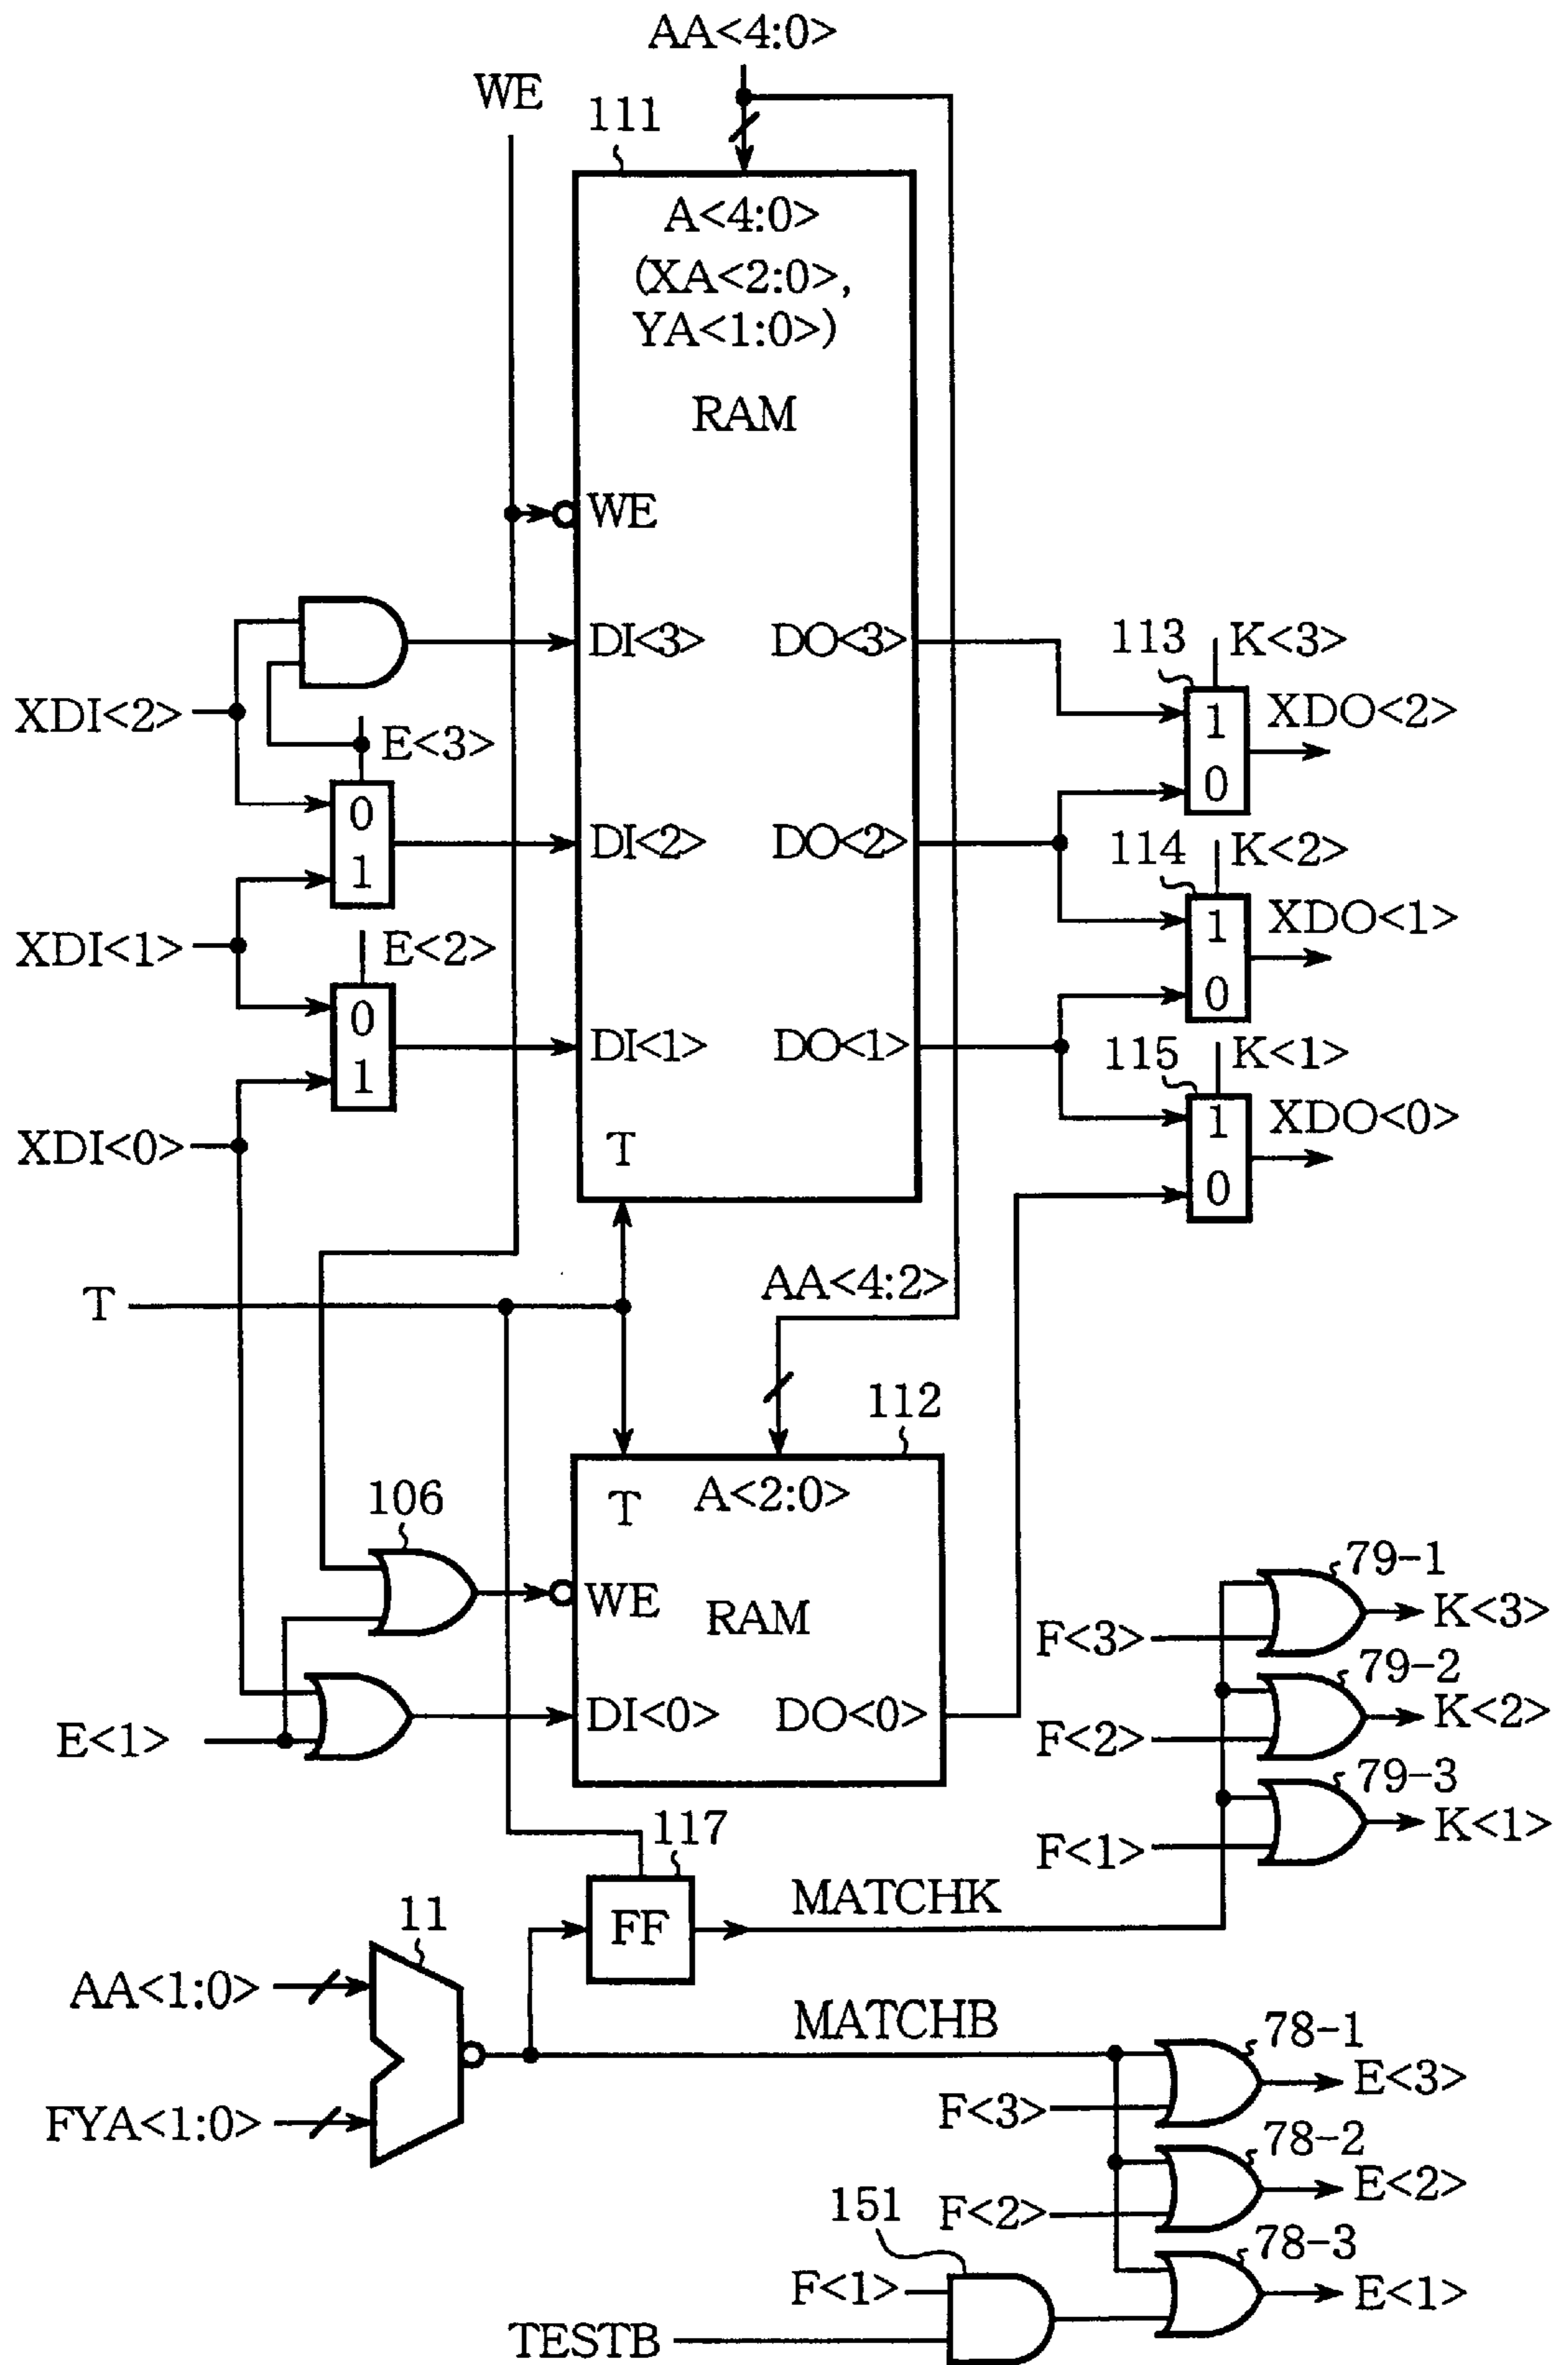 AA<4:0>
WE
111
A<4:0>
(XA<2:0>,
YA<1:0>)
RAM
WE
DI<3>
DO<3>
113
K<3>
XDI<2>
1
XDO<2>
E<3>
0
0
DI<2>
DO<2>
114
K<2>
1
XDI<1>
1
XDO<1>
E<2>
0
0
DI<1>
DO<1>
115
K<1>
1
XDI<0>
T
1
XDO<0>
0
T
AA<4:2>
112
T
A<2:0>
106
WE
RAM
79-1
F<3>
K<3>
79-2
E<1>
DI<0>
DO<0>
F<2>
K<2>
79-3
117
F<1>
K<1>
11
FF
MATCHK
AA<1:0>
MATCHB
78-1
E<3>
FYA<1:0>
F<3>
78-2
E<2>
151
F<2>
78-3
F<1>
E<1>
TESTB